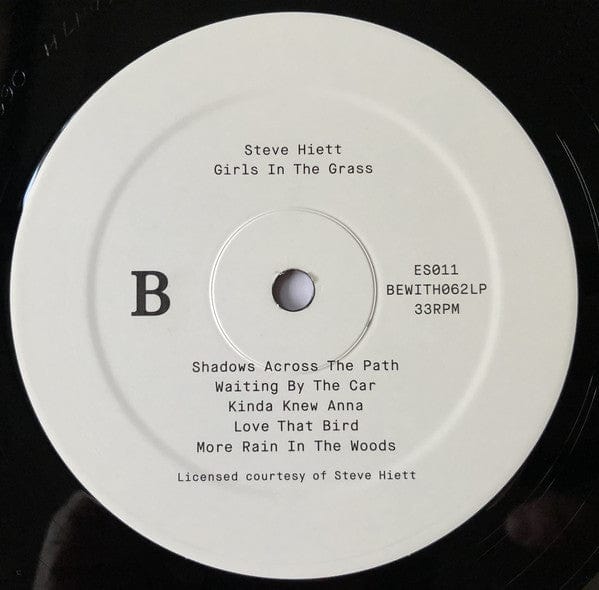 Steve Hiett
Girls In The Grass
B
ES011
BEWITH062LP
33RPM
Shadows Across The Path
Waiting By The Car
Kinda Knew Anna
Love That Bird
More Rain In The Woods
Licensed courtesy of Steve Hiett